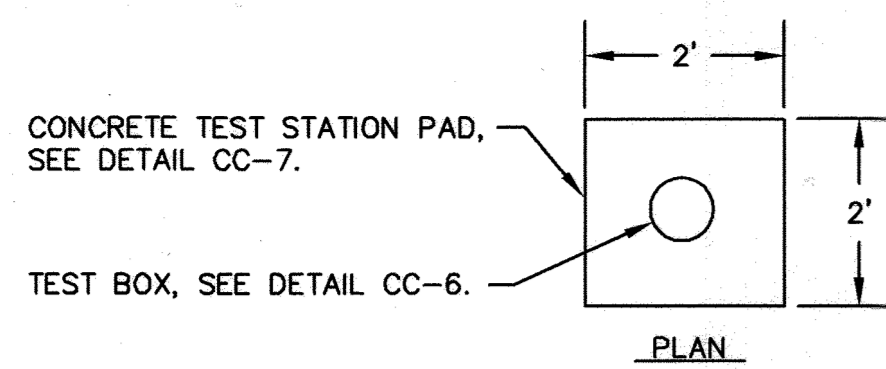 2'
CONCRETE TEST STATION PAD,
SEE DETAIL CC-7.
2'
TEST BOX, SEE DETAIL CC-6.
PLAN